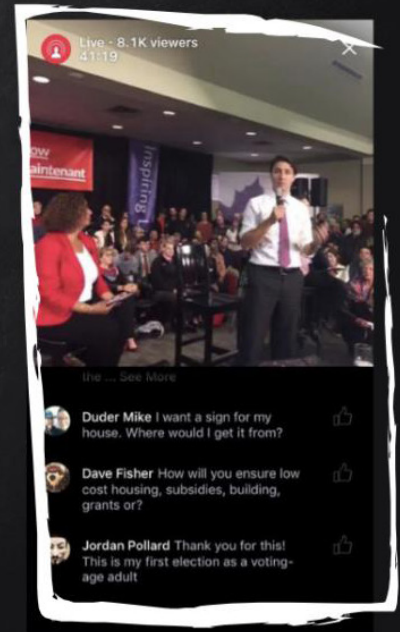 Live - 8.1K viewers
41:19
ow
aintenant
Inspiring L
the ... See More
Duder Mike I want a sign for my
house. Where would I get it from?
Dave Fisher How will you ensure low
cost housing, subsidies, building,
grants or?
Jordan Pollard Thank you for this!
This is my first election as a voting-
age adult